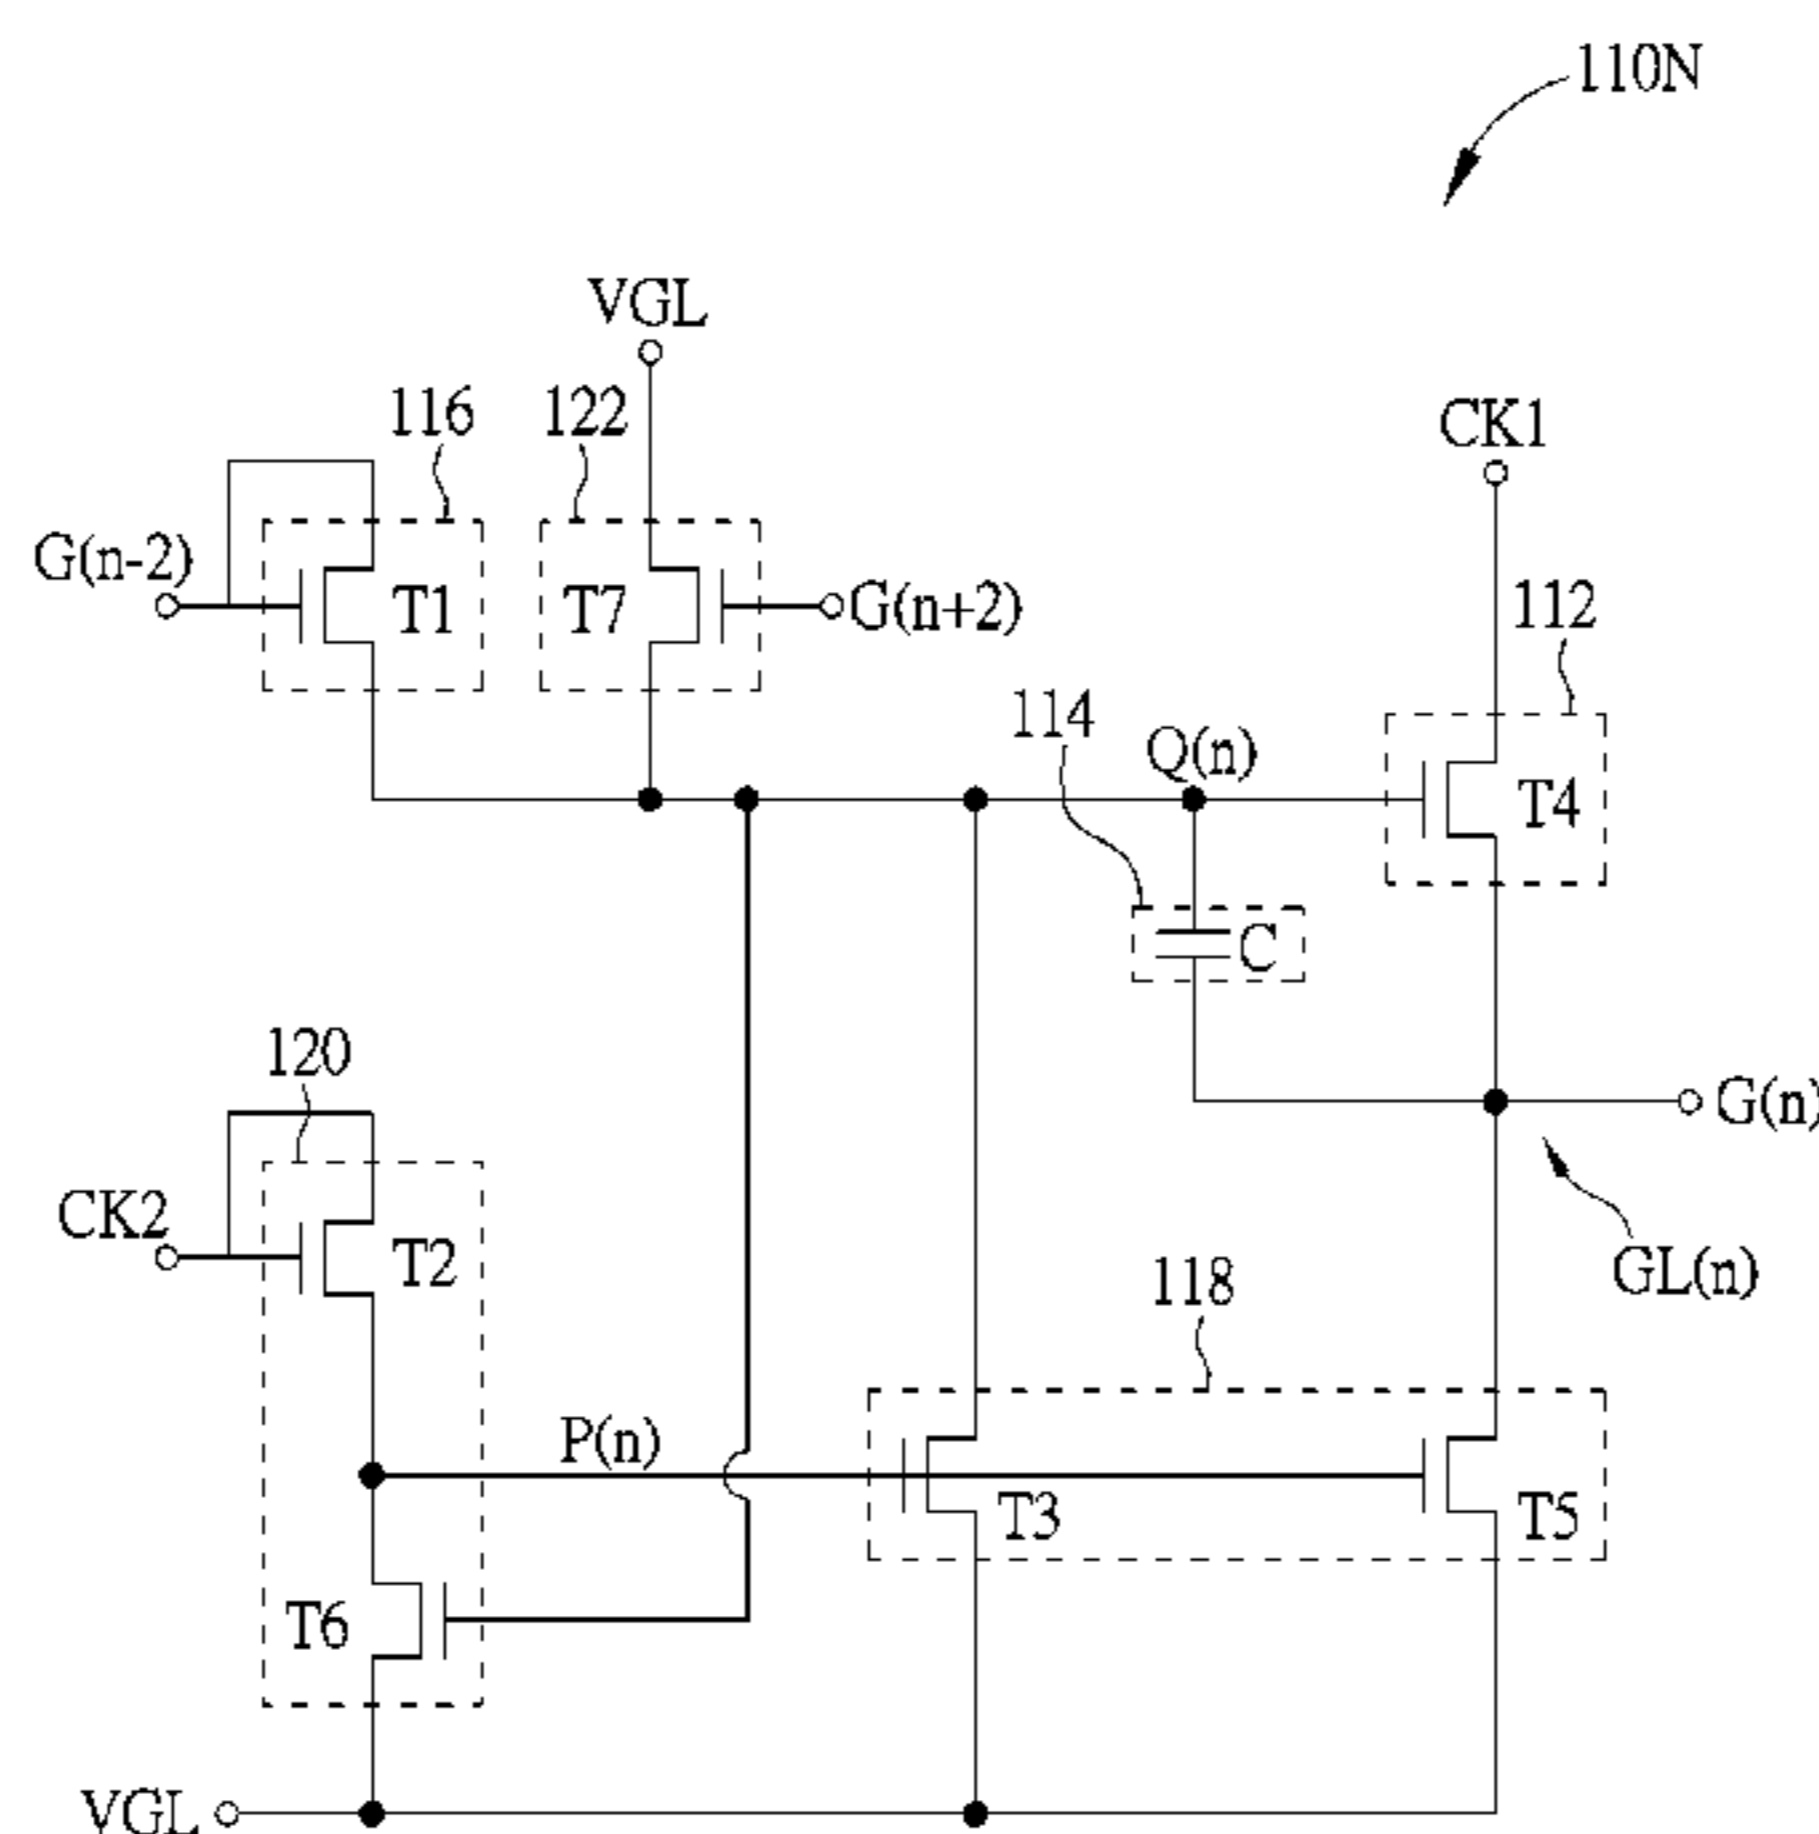 110N
VGL
116
122
CK1
G(n-2)
T1
T7
G(n+2)
112
114
Q(n)
T4
C
120
G(n)
CK2
T2
118
GL(n)
P(n)
T3
T5
T6
VGL